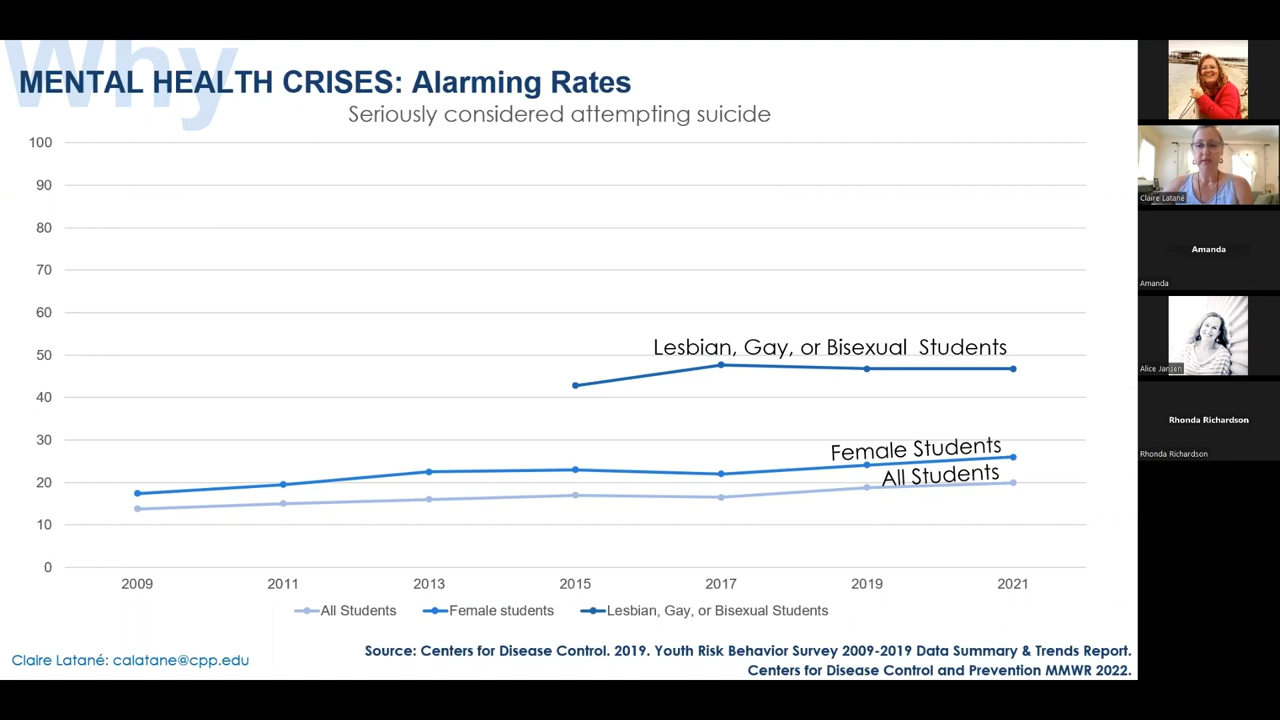 Why
MENTAL HEALTH CRISES: Alarming Rates
Seriously considered attempting suicide
100
90
80
70
60
50
40
30
20
10
0
Lesbian, Gay, or Bisexual Students
Female Students
All Students
2009 2011 2013 2015 2017 2019 2021
All Students Female students Lesbian, Gay, or Bisexual Students
Source: Centers for Disease Control. 2019. Youth Risk Behavior Survey 2009-2019 Data Summary & Trends Report.
Claire Latané: calatane@cpp.edu
Centers for Disease Control and Prevention MMWR 2022.
Claire Latané
Amanda
Amanda
Alice Jansen
Rhonda Richardson
Rhonda Richardson